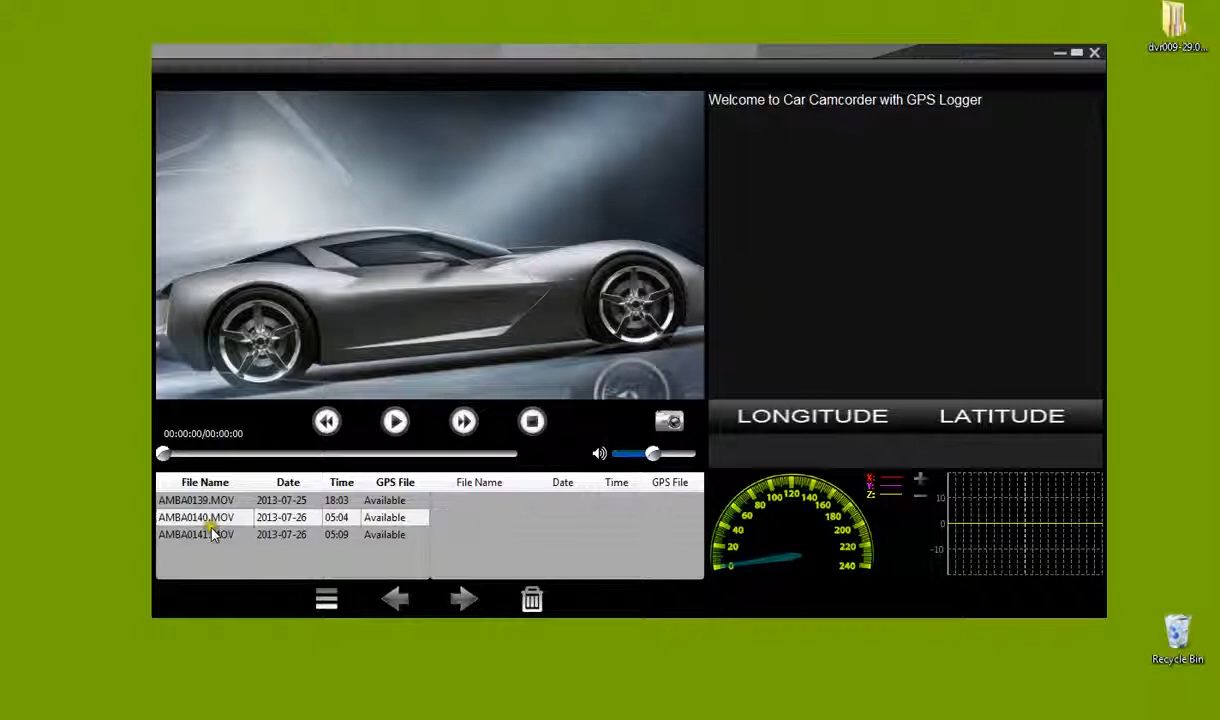 dvr009-29.0...
Welcome to Car Camcorder with GPS Logger
LONGITUDE LATITUDE
00:00:00/00:00:00
File Name Date Time GPS File File Name Date Time GPS File
AMBA0139.MOV 2013-07-25 18:03 Available
AMBA0140.MOV 2013-07-26 05:04 Available
AMBA0141.MOV 2013-07-26 05:09 Available
0 20 40 60 80 100 120 140 160 180 200 220 240
X:
Y:
Z:
10
0
-10
Recycle Bin